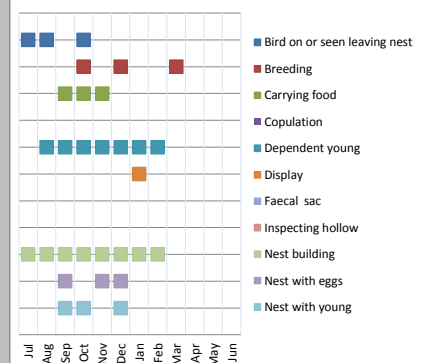 Bird on or seen leaving nest
Breeding
Carrying food
Copulation
Dependent young
Display
Faecal sac
Inspecting hollow
Nest building
Nest with eggs
Nest with young
Jul
Aug
Sep
Oct
Nov
Dec
Jan
Feb
Mar
Apr
May
Jun